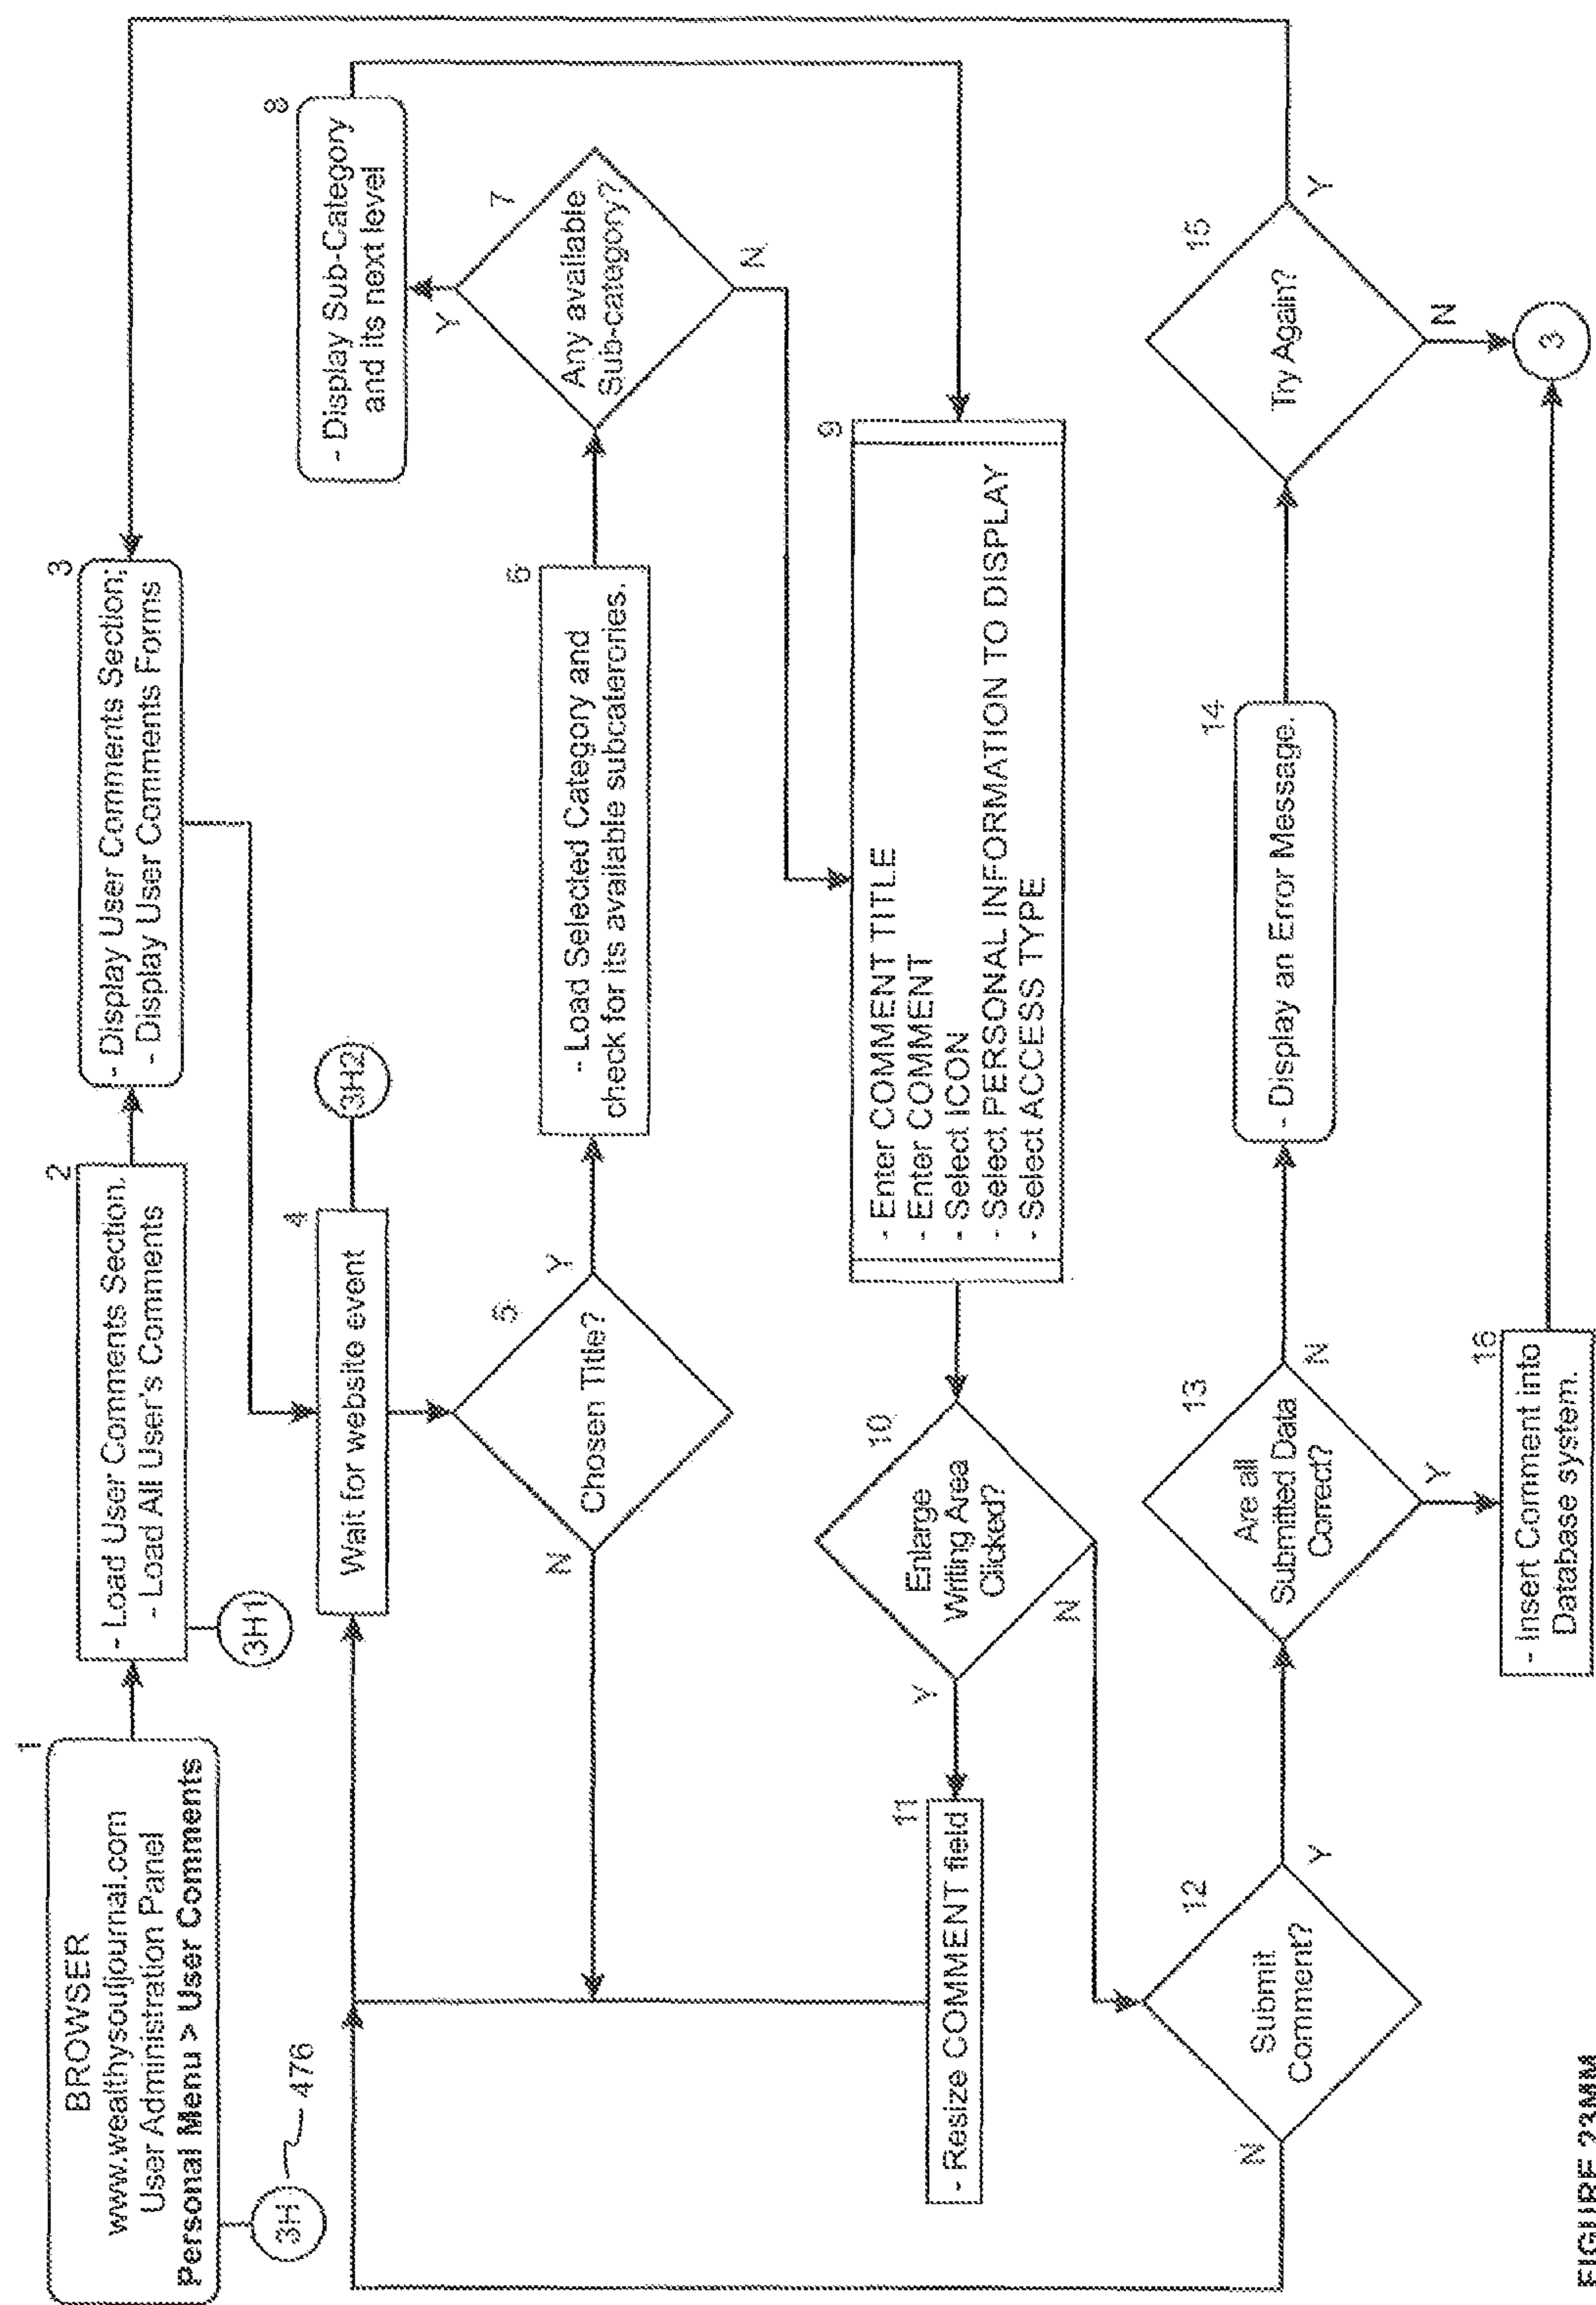 1
BROWSER
www.wealthysouljournal.com
User Administration Panel
Personal Menu > User Comments
3H
476
2
- Load User Comments Section.
- Load All User's Comments
3H1
3
- Display User Comments Section;
- Display User Comments Forms
4
Wait for website event
3H2
5
Chosen Title?
Y
N
6
- Load Selected Category and
check for its available subcaterories.
7
Any available
Sub-category?
Y
N
8
- Display Sub-Category
and its next level
9
- Enter COMMENT TITLE
- Enter COMMENT
- Select ICON
- Select PERSONAL INFORMATION TO DISPLAY
- Select ACCESS TYPE
10
Enlarge
Writing Area
Clicked?
Y
N
11
- Resize COMMENT field
12
Submit
Comment?
N
Y
13
Are all
Submitted Data
Correct?
N
Y
14
- Display an Error Message.
15
Try Again?
Y
N
3
16
- Insert Comment into
Database system.
FIGURE 23MM